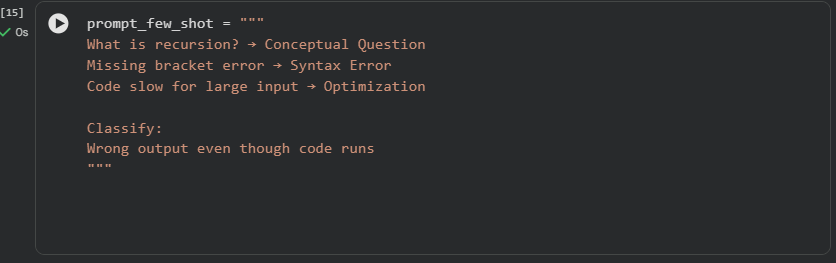 [15]
0s
prompt_few_shot = """
What is recursion? → Conceptual Question
Missing bracket error → Syntax Error
Code slow for large input → Optimization
Classify:
Wrong output even though code runs
"""